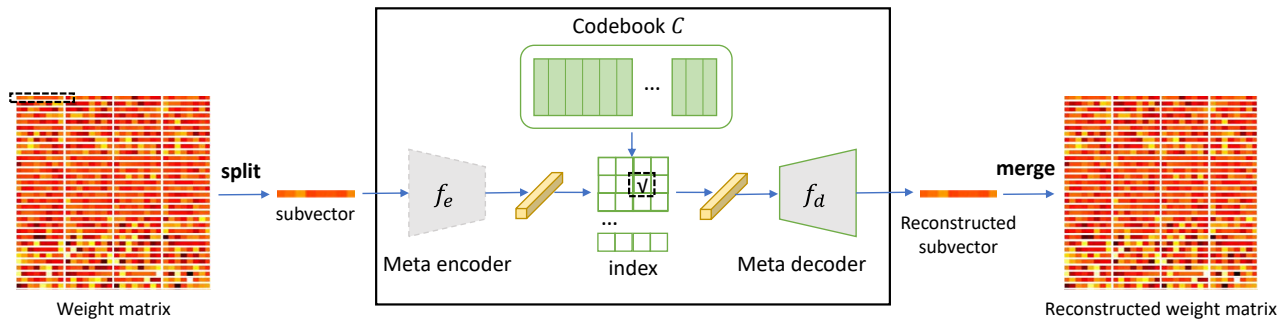 Codebook C
...
split
subvector
f_e
√
...
Meta encoder
index
f_d
Meta decoder
Reconstructed
subvector
merge
Weight matrix
Reconstructed weight matrix